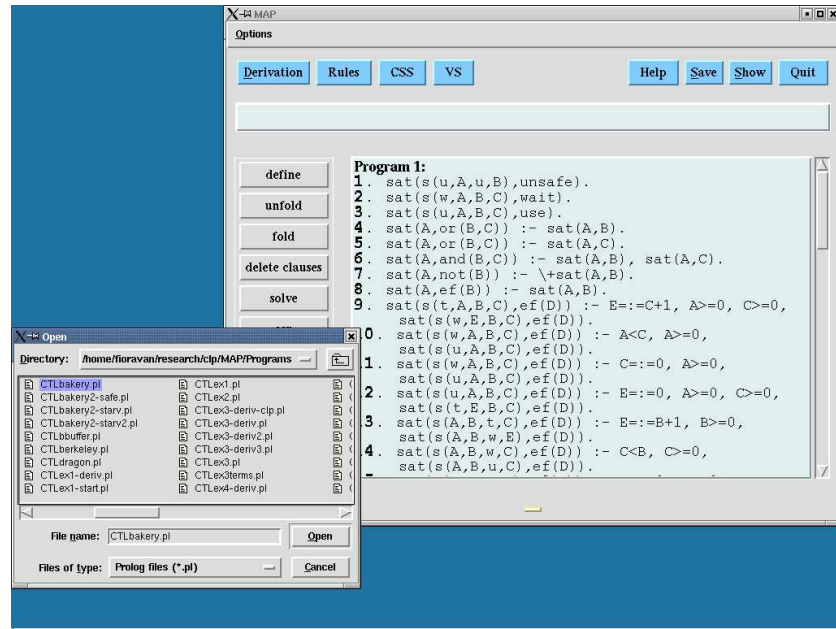 MAP
Options
Derivation Rules CSS VS Help Save Show Quit
define
unfold
fold
delete clauses
solve
Program 1:
1. sat(s(u,A,u,B),unsafe).
2. sat(s(w,A,B,C),wait).
3. sat(s(u,A,B,C),use).
4. sat(A,or(B,C)) :- sat(A,B).
5. sat(A,or(B,C)) :- sat(A,C).
6. sat(A,and(B,C)) :- sat(A,B), sat(A,C).
7. sat(A,not(B)) :- \+sat(A,B).
8. sat(A,ef(B)) :- sat(A,B).
9. sat(s(t,A,B,C),ef(D)) :- E=:=C+1, A>=0, C>=0,
sat(s(w,E,B,C),ef(D)).
0. sat(s(w,A,B,C),ef(D)) :- A<C, A>=0,
sat(s(u,A,B,C),ef(D)).
1. sat(s(w,A,B,C),ef(D)) :- C=:=0, A>=0,
sat(s(u,A,B,C),ef(D)).
2. sat(s(u,A,B,C),ef(D)) :- E=:=0, A>=0, C>=0,
sat(s(t,E,B,C),ef(D)).
3. sat(s(A,B,t,C),ef(D)) :- E=:=B+1, B>=0,
sat(s(A,B,w,E),ef(D)).
4. sat(s(A,B,w,C),ef(D)) :- C<B, C>=0,
sat(s(A,B,u,C),ef(D)).
Open
Directory: /home/fioravan/research/clp/MAP/Programs
CTLbakery.pl CTLex1.pl
CTLbakery2-safe.pl CTLex2.pl
CTLbakery2-starv.pl CTLex3-deriv-clp.pl
CTLbakery2-starv2.pl CTLex3-deriv.pl
CTLbbuffer.pl CTLex3-deriv2.pl
CTLberkeley.pl CTLex3-deriv3.pl
CTLdragon.pl CTLex3.pl
CTLex1-deriv.pl CTLex3terms.pl
CTLex1-start.pl CTLex4-deriv.pl
File name: CTLbakery.pl Open
Files of type: Prolog files (*.pl) Cancel